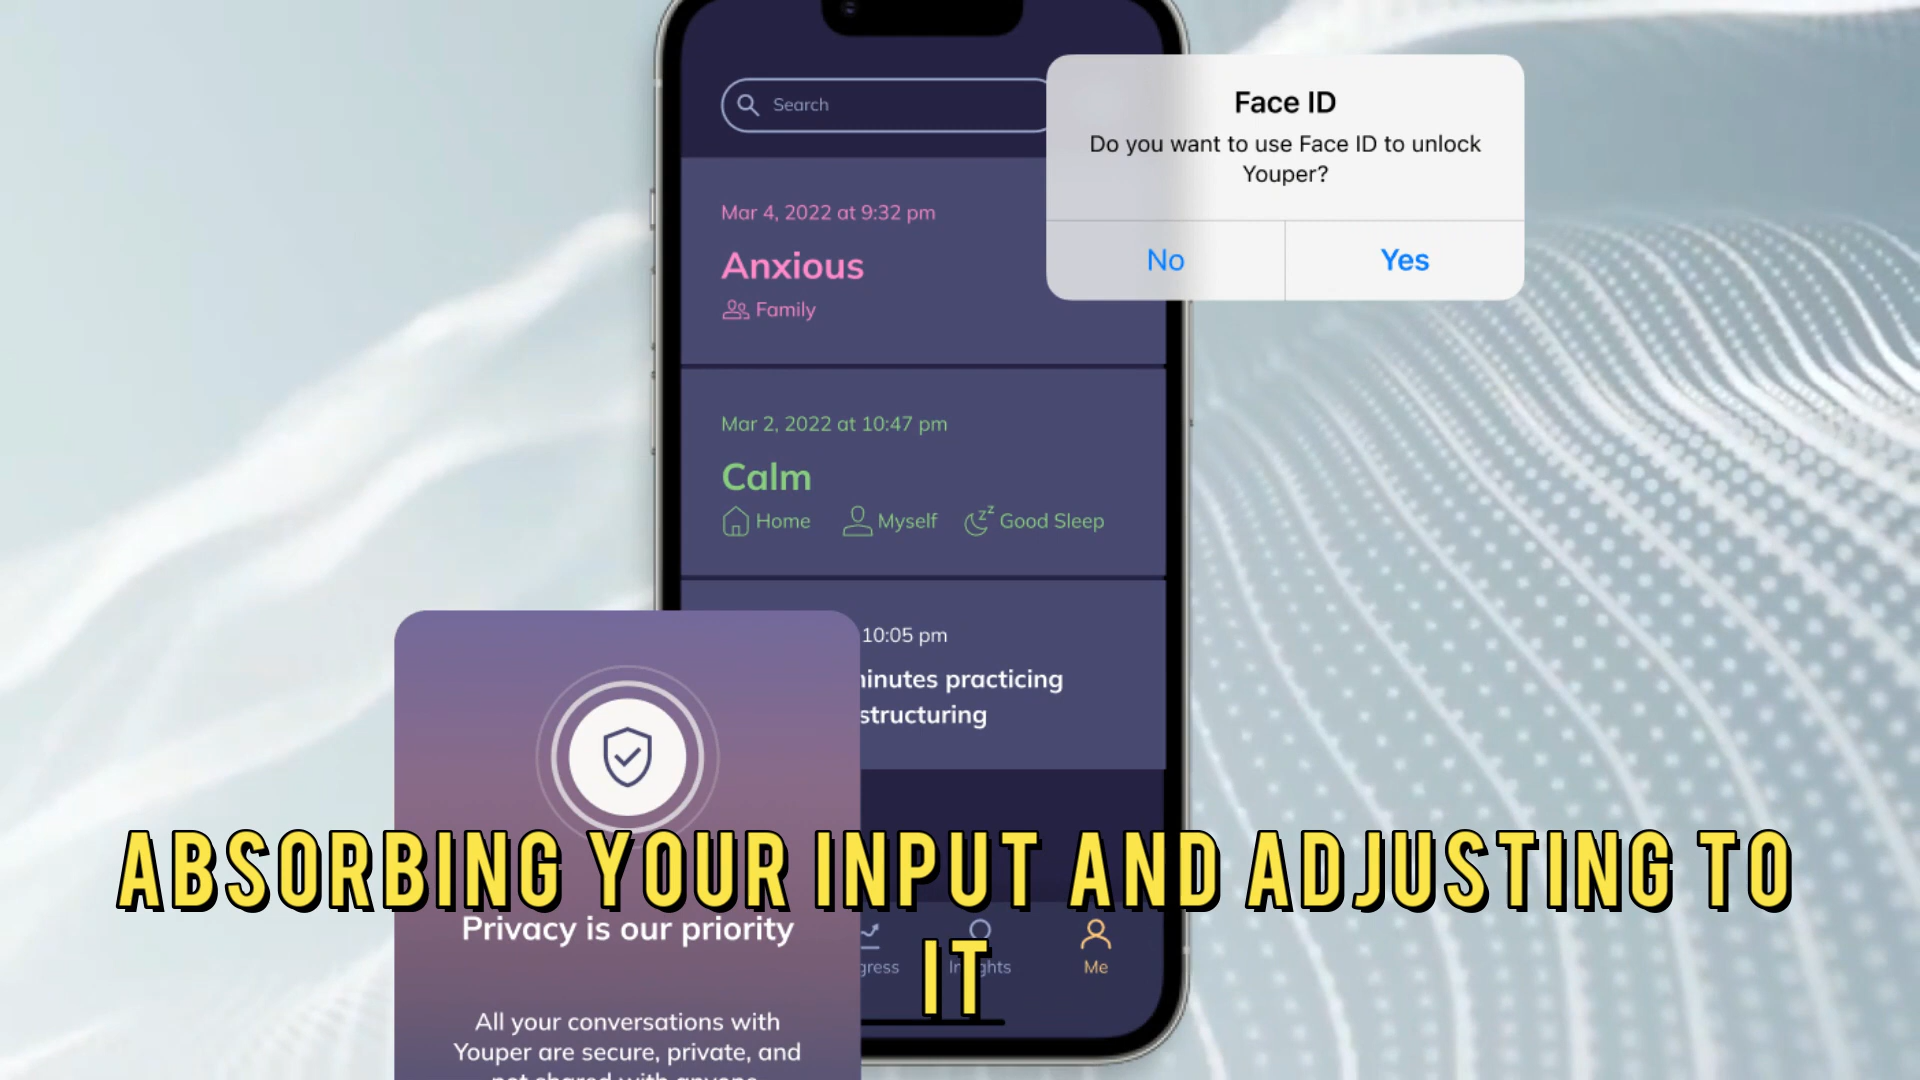 Search
Face ID
Do you want to use Face ID to unlock
Youper?
No
Yes
Mar 4, 2022 at 9:32 pm
Anxious
Family
Mar 2, 2022 at 10:47 pm
Calm
Home Myself Good Sleep
10:05 pm
practicing
ABSORBING YOUR INPUT AND ADJUSTING TO
IT
Privacy is our priority
Me
All your conversations with
Youper are secure, private, and